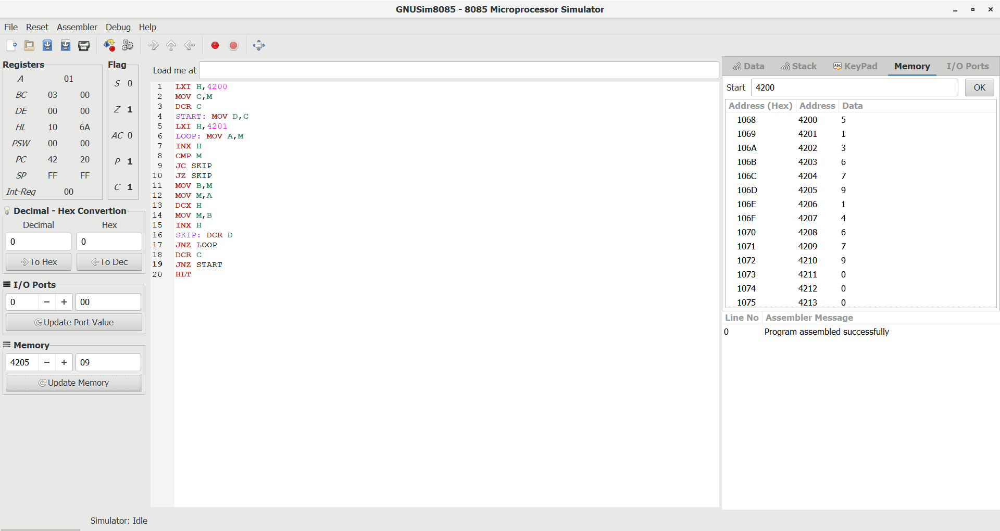 GNUSim8085 - 8085 Microprocessor Simulator
File Reset Assembler Debug Help
Registers
A 01
BC 03 00
DE 00 00
HL 10 6A
PSW 00 00
PC 42 20
SP FF FF
Int-Reg 00
Flag
S 0
Z 1
AC 0
P 1
C 1
Decimal - Hex Convertion
Decimal Hex
0 0
To Hex To Dec
I/O Ports
0 − + 00
Update Port Value
Memory
4205 − + 09
Update Memory
Load me at
1 LXI H,4200
2 MOV C,M
3 DCR C
4 START: MOV D,C
5 LXI H,4201
6 LOOP: MOV A,M
7 INX H
8 CMP M
9 JC SKIP
10 JZ SKIP
11 MOV B,M
12 MOV M,A
13 DCX H
14 MOV M,B
15 INX H
16 SKIP: DCR D
17 JNZ LOOP
18 DCR C
19 JNZ START
20 HLT
Data Stack Abc KeyPad Memory I/O Ports
Start 4200 OK
Address (Hex) Address Data
1068 4200 5
1069 4201 1
106A 4202 3
106B 4203 6
106C 4204 7
106D 4205 9
106E 4206 1
106F 4207 4
1070 4208 6
1071 4209 7
1072 4210 9
1073 4211 0
1074 4212 0
1075 4213 0
Line No Assembler Message
0 Program assembled successfully
Simulator: Idle